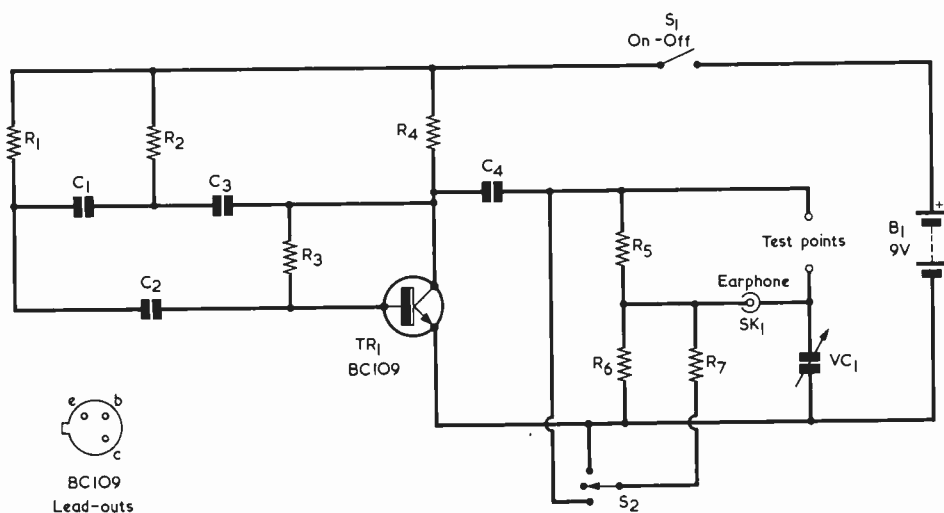 S1
On-Off
R1
R2
R4
C1
C3
C4
R3
R5
Test points
B1
+
9V
Earphone
SK1
C2
TR1
BC109
R6
R7
VC1
e
b
c
BC109
Lead-outs
S2